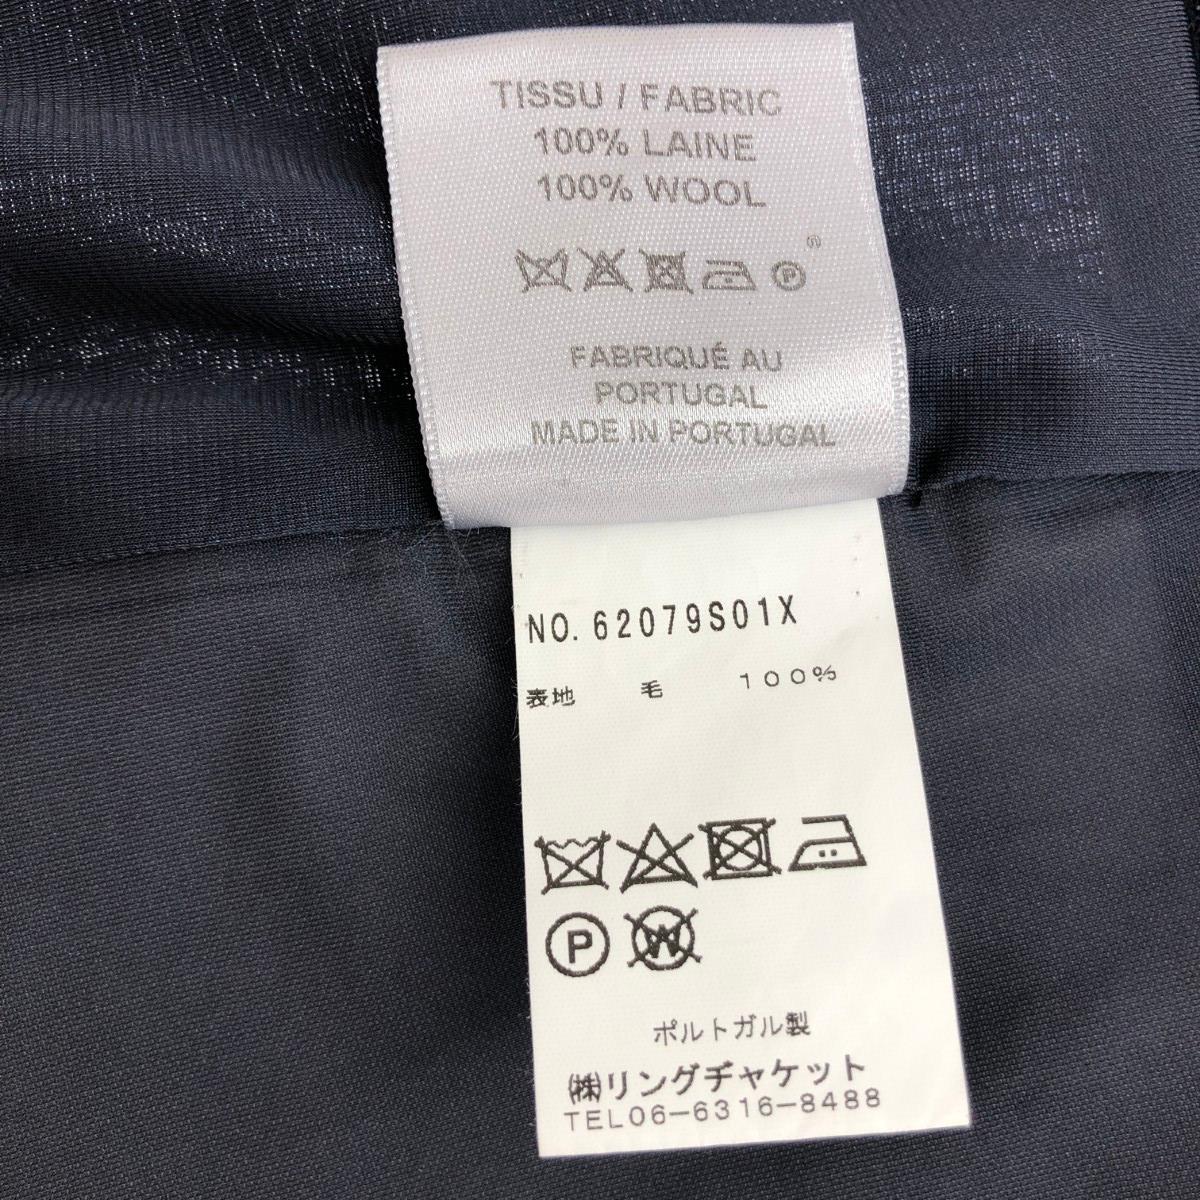 TISSU / FABRIC
100% LAINE
100% WOOL
P
®
FABRIQUÉ AU
PORTUGAL
MADE IN PORTUGAL
NO. 62079S01X
表地 毛 100%
P W
ポルトガル製
㈱リングヂャケット
TEL06-6316-8488